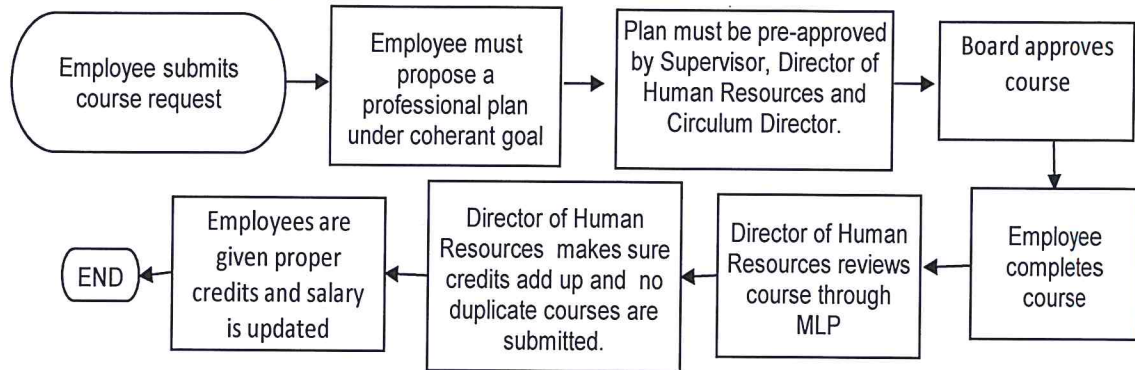 Employee submits
course request
Employee must
propose a
professional plan
under coherant goal
Plan must be pre-approved
by Supervisor, Director of
Human Resources and
Circulum Director.
Board approves
course
Employee
completes
course
Director of Human
Resources reviews
course through
MLP
Director of Human
Resources makes sure
credits add up and no
duplicate courses are
submitted.
Employees are
given proper
credits and salary
is updated
END